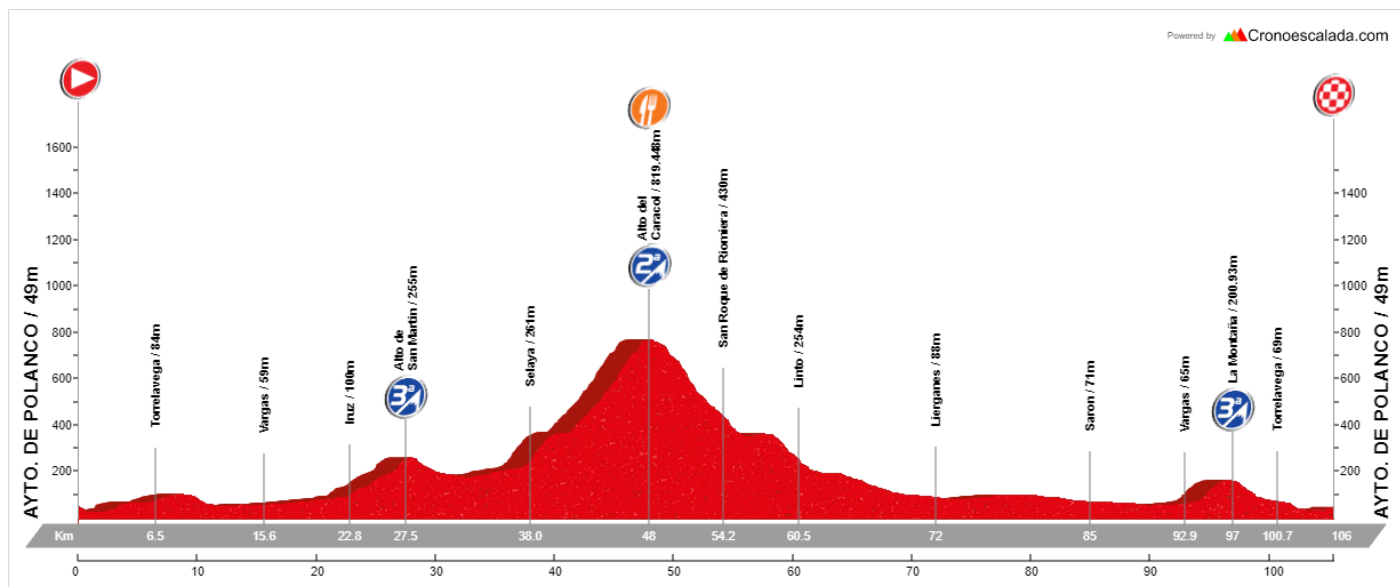 Powered by Cronoescalada.com
AYTO. DE POLANCO / 49m
1600
1400
1200
1000
800
600
400
200
Torrelavega / 84m
Vargas / 59m
Iruz / 100m
Alto de
San Martin / 255m
3ª
Selaya / 261m
Alto del
Caracol / 819.448m
2ª
San Roque de Riomiera / 430m
Linto / 254m
Lierganes / 88m
Saron / 71m
Vargas / 65m
La Montaña / 200.93m
3ª
Torrelavega / 69m
1400
1200
1000
800
600
400
200
AYTO. DE POLANCO / 49m
Km 6.5 15.6 22.8 27.5 38.0 48 54.2 60.5 72 85 92.9 97 100.7 106
0 10 20 30 40 50 60 70 80 90 100